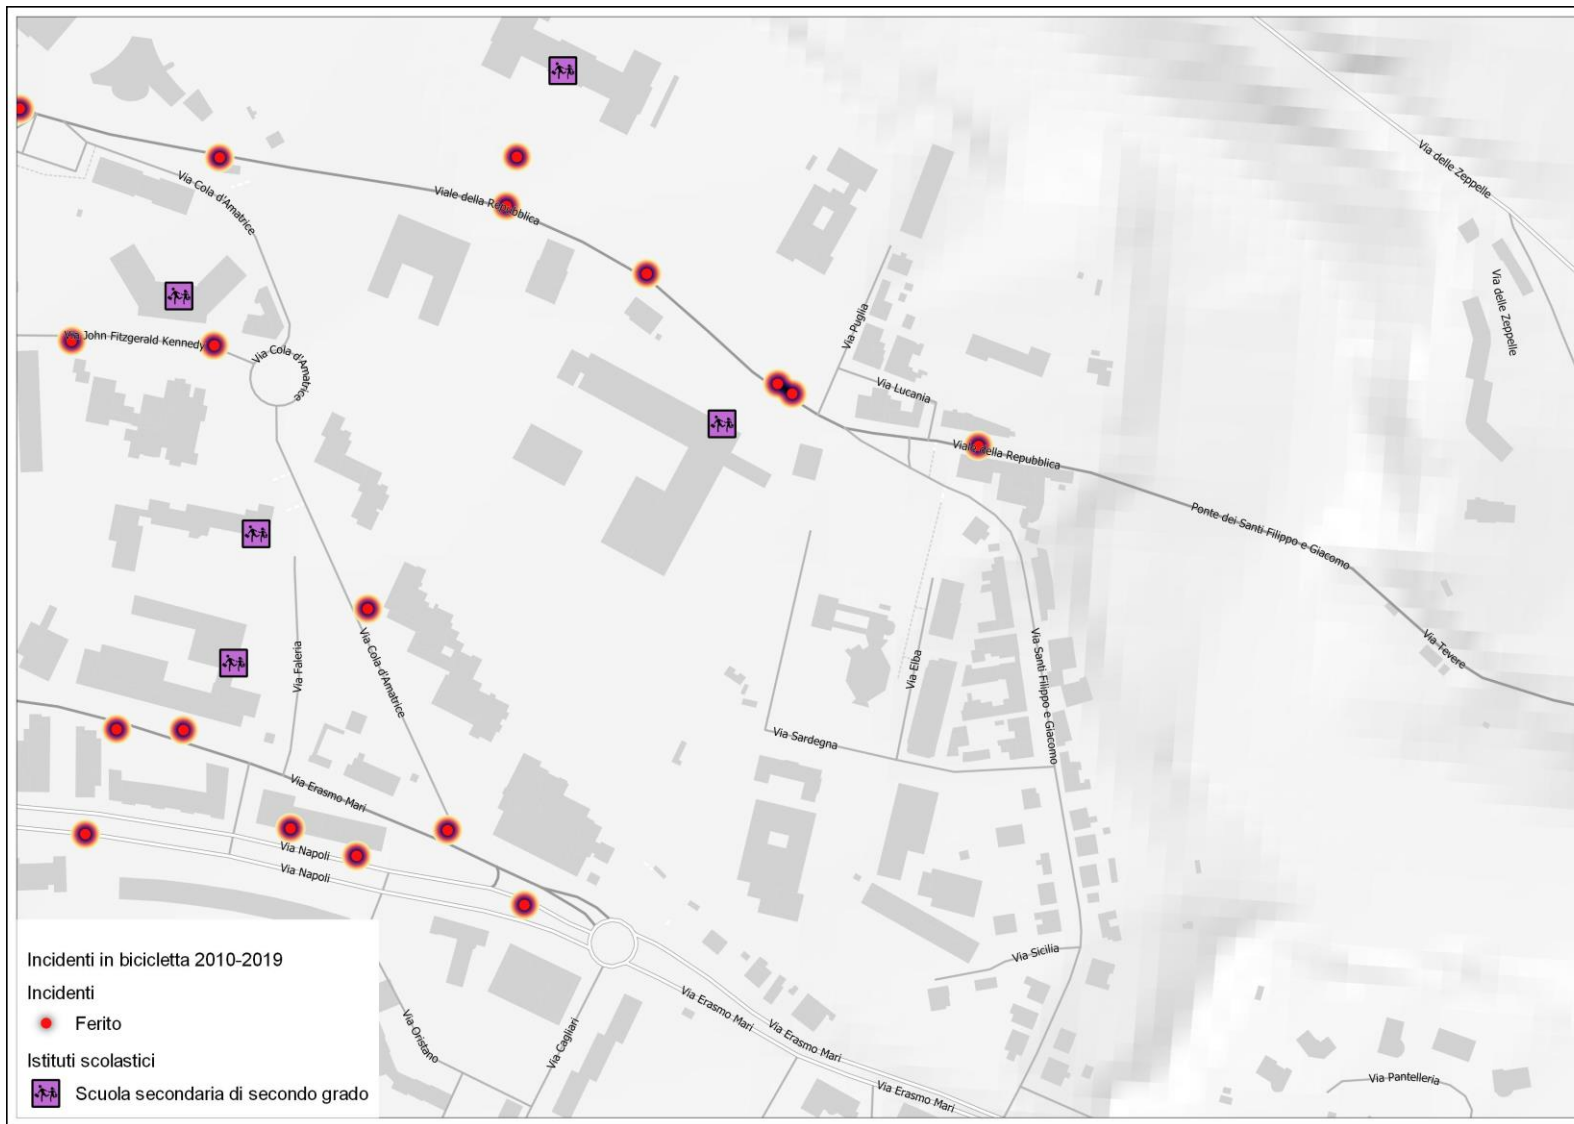 Via delle Zeppelle
Via Cola d'Amatrice
Viale della Repubblica
Via delle Zeppelle
Via Puglia
Via John Fitzgerald Kennedy
Via Cola d'Amatrice
Via Lucania
Viale della Repubblica
Ponte dei Santi Filippo e Giacomo
Via Tevere
Via Faleria
Via Cola d'Amatrice
Via Elba
Via Santi Filippo e Giacomo
Via Sardegna
Via Erasmo Mari
Via Napoli
Via Napoli
Via Sicilia
Via Erasmo Mari
Via Erasmo Mari
Via Oristano
Via Cagliari
Via Erasmo Mari
Via Pantelleria
Incidenti in bicicletta 2010-2019
Incidenti
Ferito
Istituti scolastici
Scuola secondaria di secondo grado